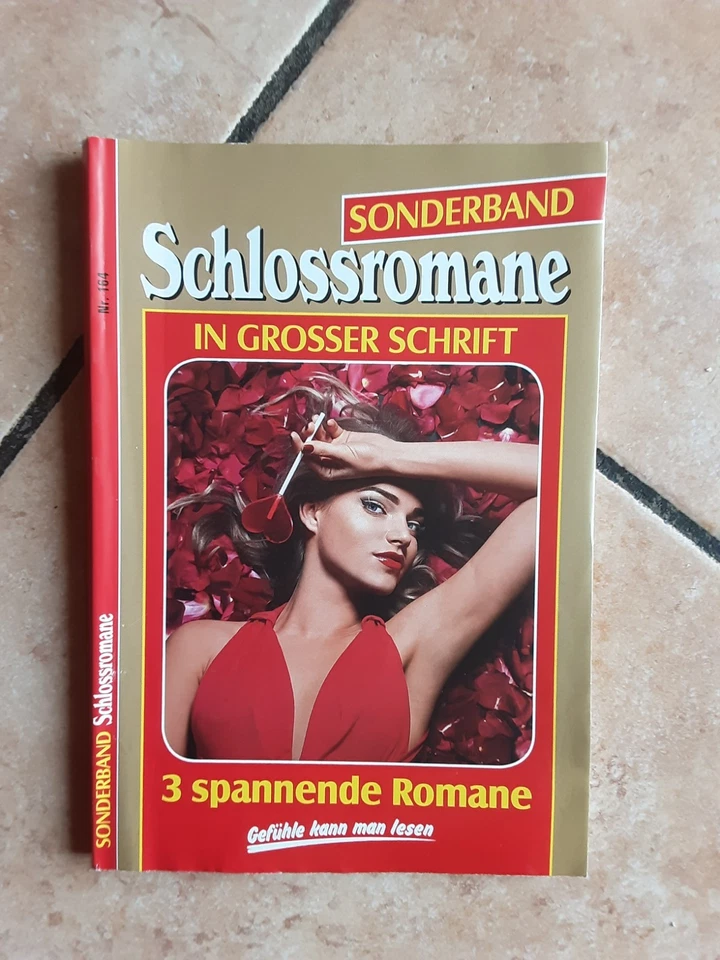 SONDERBAND
Schlossromane
IN GROSSER SCHRIFT
3 spannende Romane
Gefühle kann man lesen
Nr. 164
SONDERBAND Schlossromane